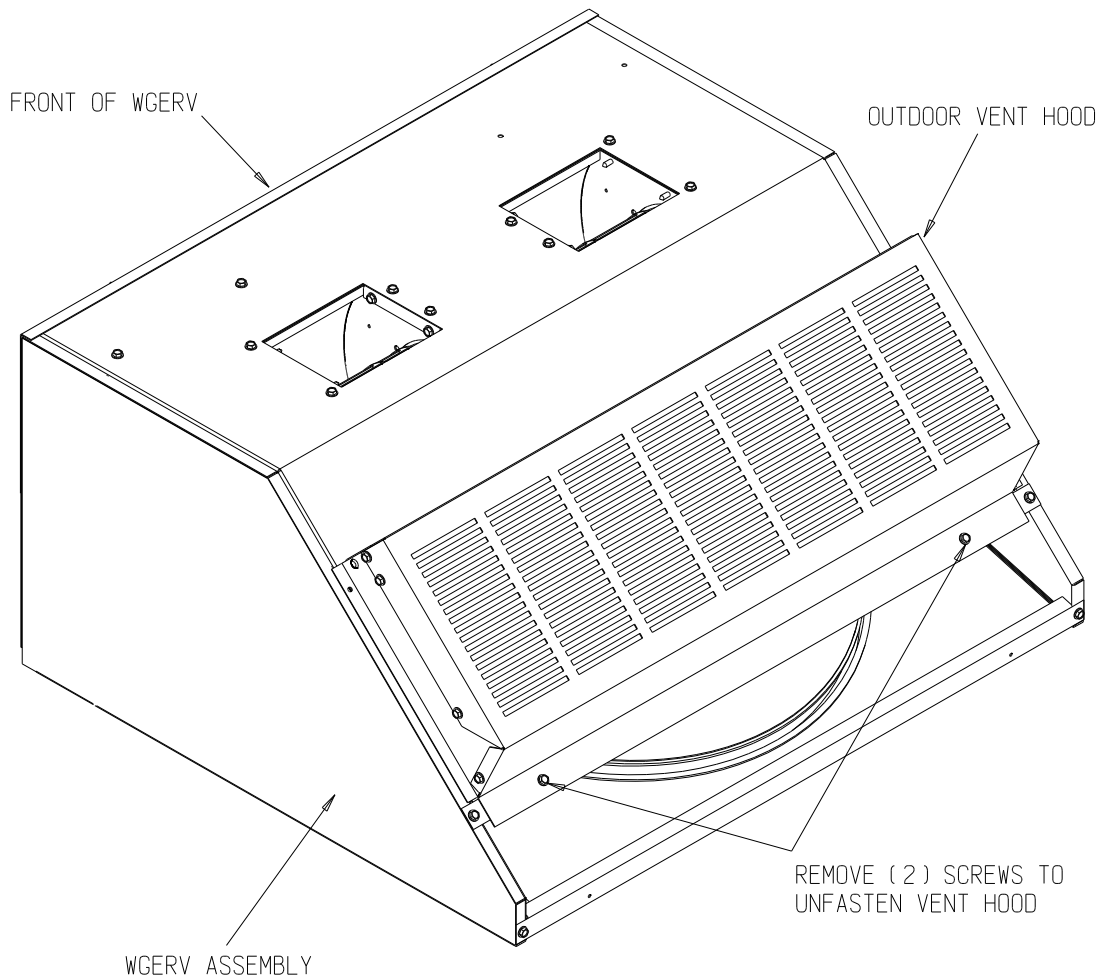 FRONT OF WGERV
OUTDOOR VENT HOOD
REMOVE (2) SCREWS TO
UNFASTEN VENT HOOD
WGERV ASSEMBLY